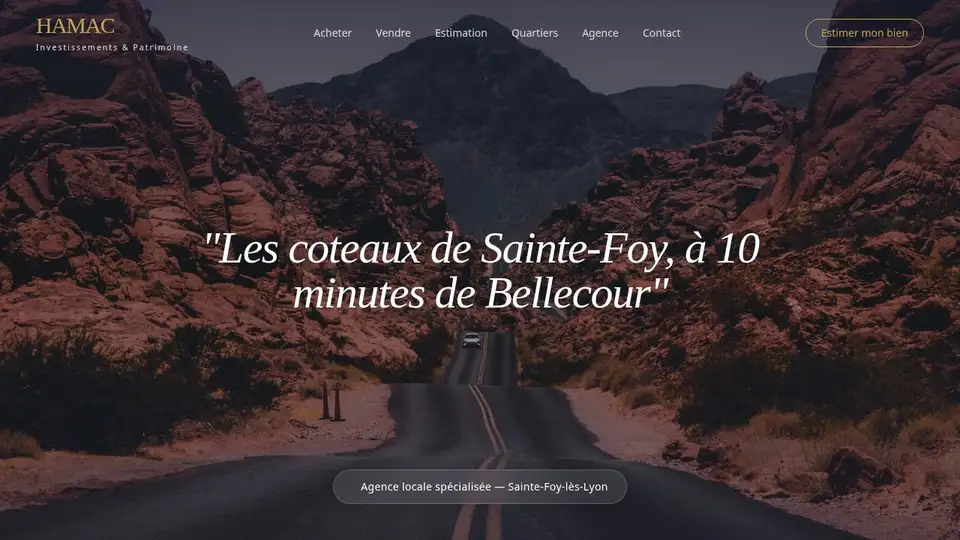 HAMAC
Investissements & Patrimoine
Acheter
Vendre
Estimation
Quartiers
Agence
Contact
Estimer mon bien
"Les coteaux de Sainte-Foy, à 10
minutes de Bellecour"
Agence locale spécialisée — Sainte-Foy-lès-Lyon